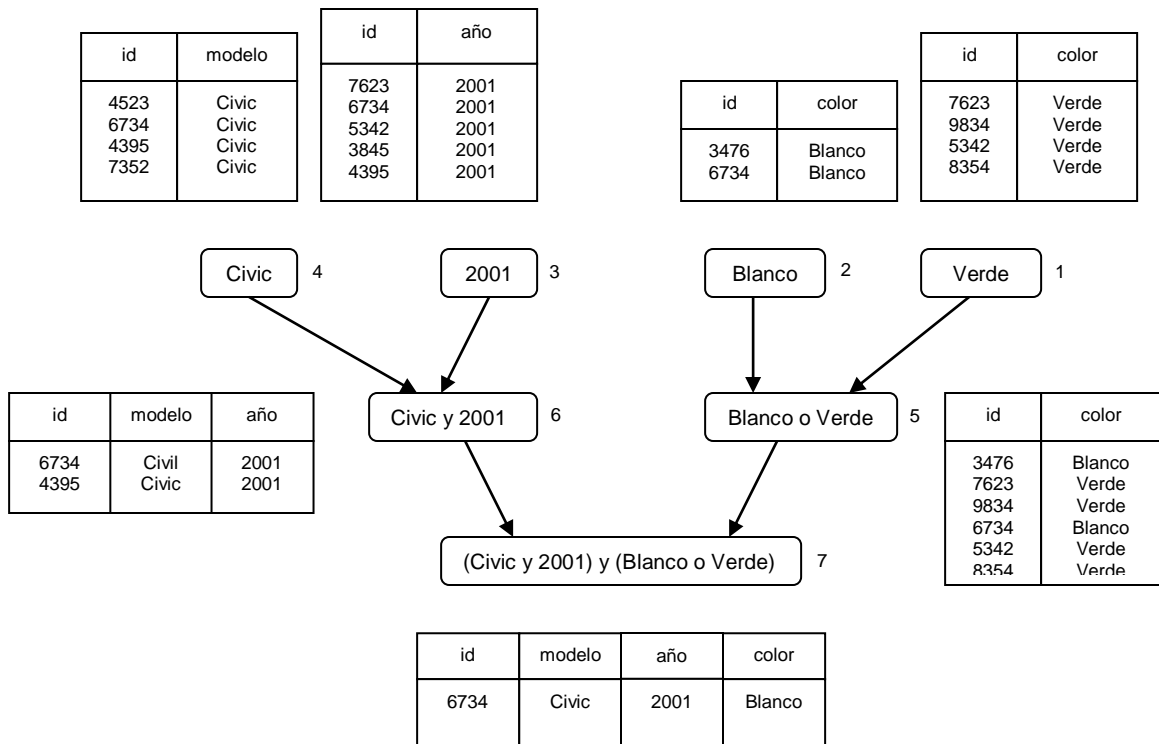 id modelo
4523 Civic
6734 Civic
4395 Civic
7352 Civic
id año
7623 2001
6734 2001
5342 2001
3845 2001
4395 2001
id color
3476 Blanco
6734 Blanco
id color
7623 Verde
9834 Verde
5342 Verde
8354 Verde
Civic 4
2001 3
Blanco 2
Verde 1
id modelo año
6734 Civil 2001
4395 Civic 2001
Civic y 2001 6
Blanco o Verde 5
id color
3476 Blanco
7623 Verde
9834 Verde
6734 Blanco
5342 Verde
8354 Verde
(Civic y 2001) y (Blanco o Verde) 7
id modelo año color
6734 Civic 2001 Blanco